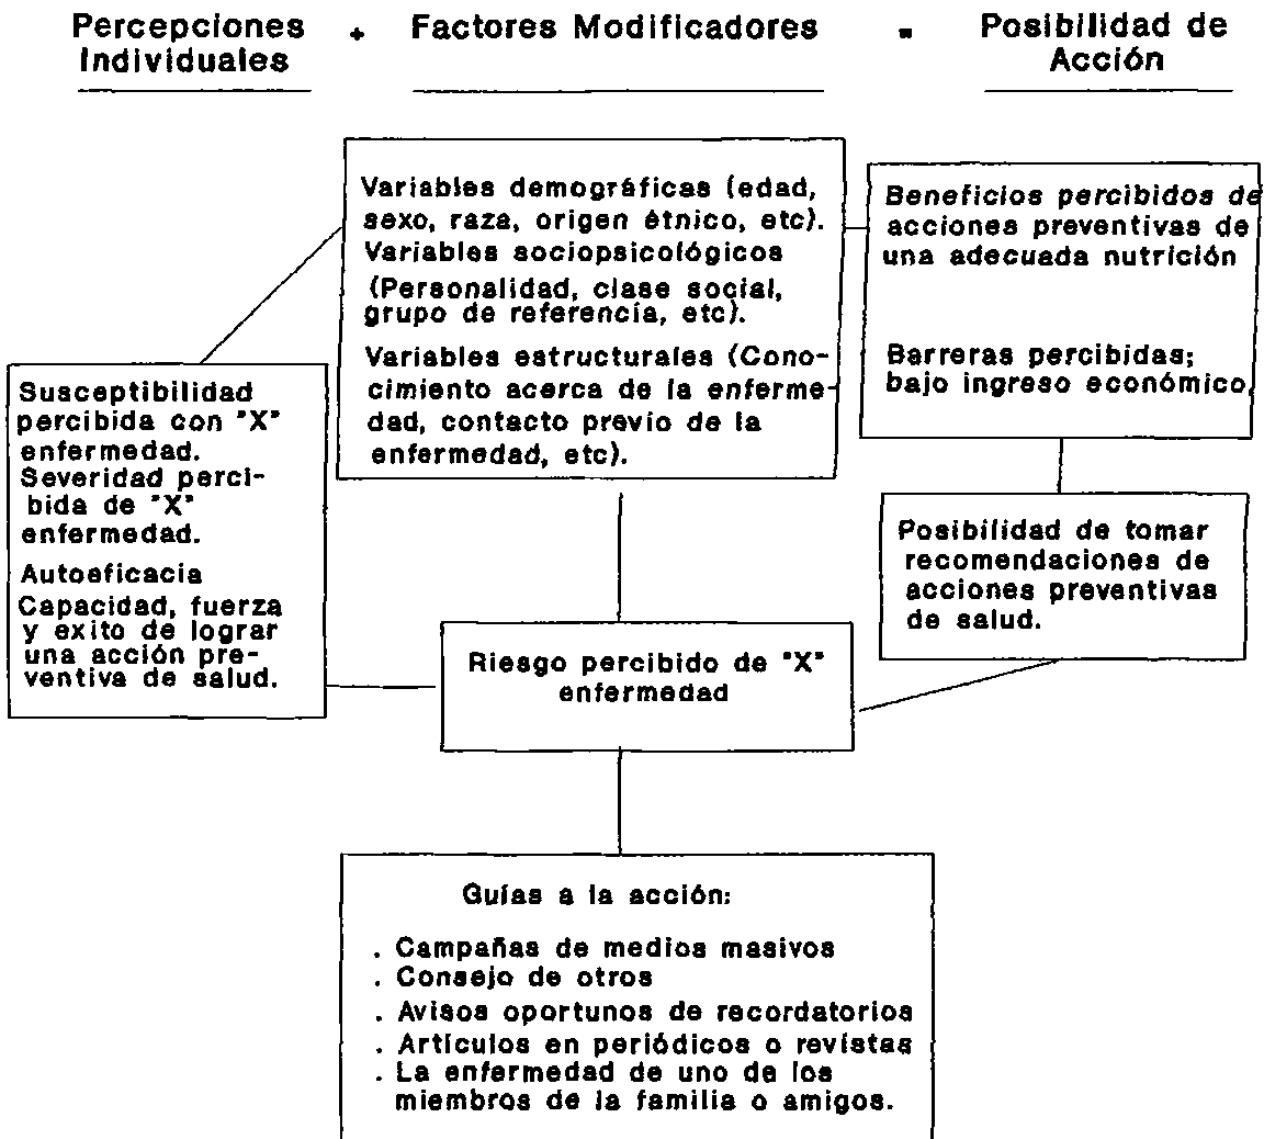 Percepciones
Individuales
+
Factores Modificadores
=
Posibilidad de
Acción
Variables demográficas (edad,
sexo, raza, origen étnico, etc).
Variables sociopsicológicos
(Personalidad, clase social,
grupo de referencia, etc).
Variables estructurales (Cono-
cimiento acerca de la enferme-
dad, contacto previo de la
enfermedad, etc).
Beneficios percibidos de
acciones preventivas de
una adecuada nutrición
Barreras percibidas;
bajo ingreso económico.
Susceptibilidad
percibida con "X"
enfermedad.
Severidad perci-
bida de "X"
enfermedad.
Autoeficacia
Capacidad, fuerza
y exito de lograr
una acción pre-
ventiva de salud.
Posibilidad de tomar
recomendaciones de
acciones preventivas
de salud.
Riesgo percibido de "X"
enfermedad
Guías a la acción:
. Campañas de medios masivos
. Consejo de otros
. Avisos oportunos de recordatorios
. Artículos en periódicos o revistas
. La enfermedad de uno de los
miembros de la familia o amigos.